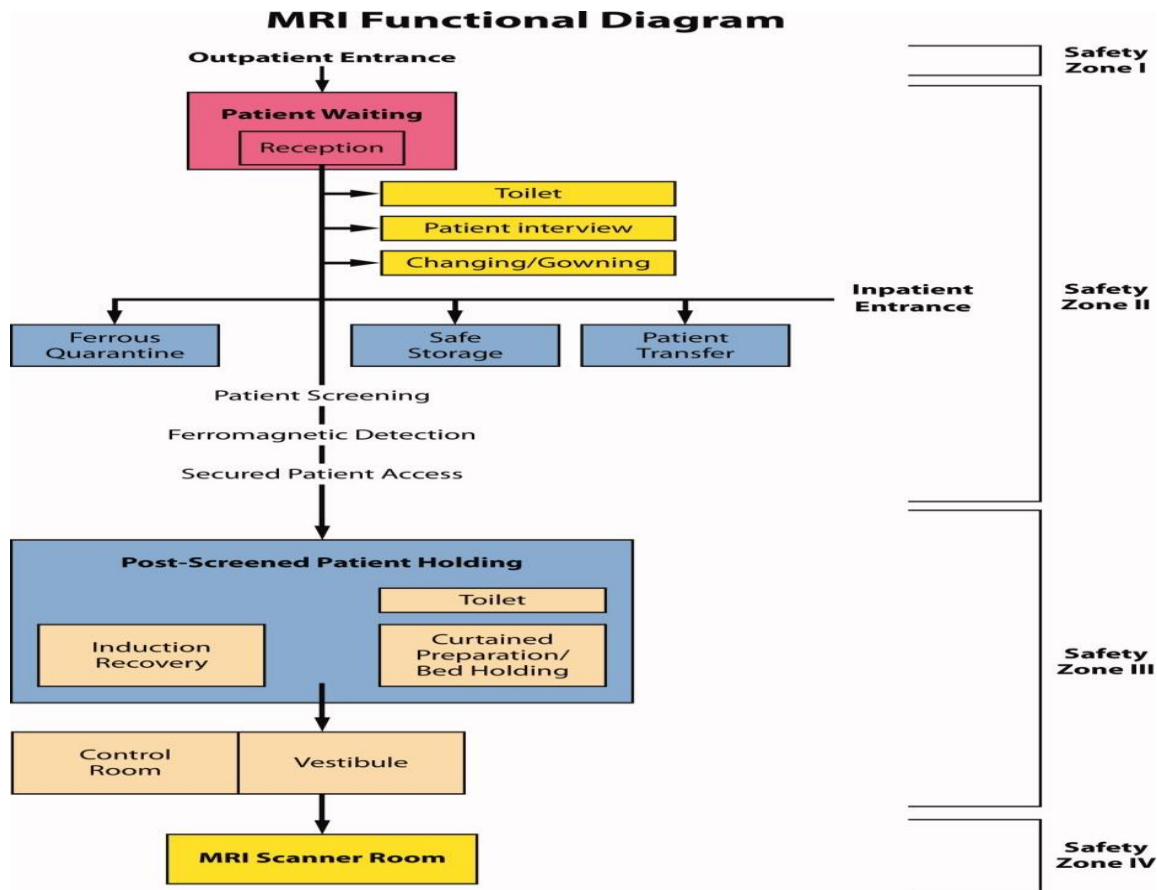 MRI Functional Diagram
Outpatient Entrance
Safety
Zone I
Patient Waiting
Reception
Toilet
Patient interview
Changing/Gowning
Inpatient
Entrance
Safety
Zone II
Ferrous
Quarantine
Safe
Storage
Patient
Transfer
Patient Screening
Ferromagnetic Detection
Secured Patient Access
Post-Screened Patient Holding
Toilet
Induction
Recovery
Curtained
Preparation/
Bed Holding
Safety
Zone III
Control
Room
Vestibule
MRI Scanner Room
Safety
Zone IV